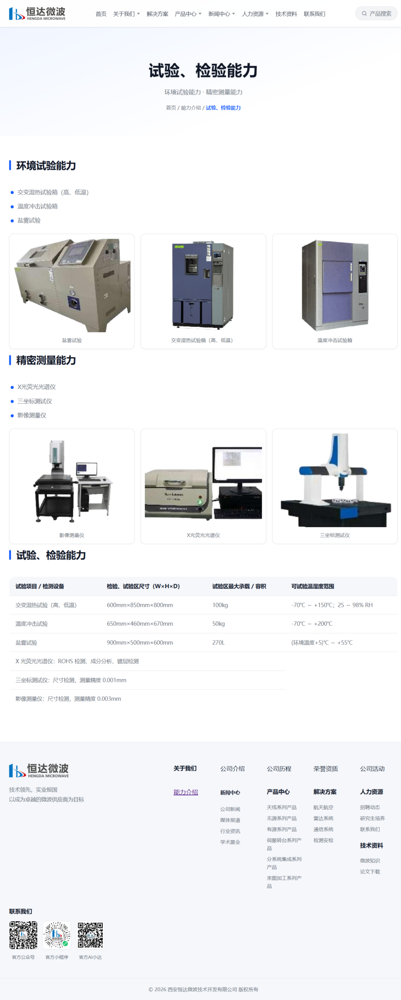 恒达微波
HENGDA MICROWAVE
首页 关于我们 解决方案 产品中心 新闻中心 人力资源 技术资料 联系我们 产品搜索
试验、检验能力
环境试验能力 · 精密测量能力
首页 / 能力介绍 / 试验、检验能力
环境试验能力
交变湿热试验箱（高、低温）
温度冲击试验箱
盐雾试验
盐雾试验
交变湿热试验箱（高、低温）
温度冲击试验箱
精密测量能力
X光荧光光谱仪
三坐标测试仪
影像测量仪
影像测量仪
X光荧光光谱仪
三坐标测试仪
试验、检验能力
试验项目 / 检测设备 检验、试验区尺寸（W×H×D） 试验区最大承载 / 容积 可试验温湿度范围
交变湿热试验（高、低温） 600mm×850mm×800mm 100kg -70℃ ～ +150℃；25 ～ 98% RH
温度冲击试验 650mm×460mm×670mm 50kg -70℃ ～ +200℃
盐雾试验 900mm×500mm×600mm 270L (环境温度+5)℃ ～ +55℃
X 光荧光光谱仪：ROHS 检测、成分分析、镀层检测
三坐标测试仪：尺寸检测，测量精度 0.001mm
影像测量仪：尺寸检测，测量精度 0.003mm
恒达微波
HENGDA MICROWAVE
技术领先，实业报国
以成为卓越的微波供应商为目标
关于我们 公司介绍 公司历程 荣誉资质 公司活动
能力介绍
新闻中心
公司新闻
媒体报道
行业资讯
学术展会
产品中心
天线系列产品
无源系列产品
有源系列产品
伺服转台系列产
品
分系统集成系列
产品
来图加工系列产
品
解决方案
航天航空
雷达系统
通信系统
检测安检
人力资源
招聘动态
研究生培养
联系我们
技术资料
微波知识
论文下载
联系我们
官方公众号 官方小程序 官方AI小达
© 2026 西安恒达微波技术开发有限公司 版权所有